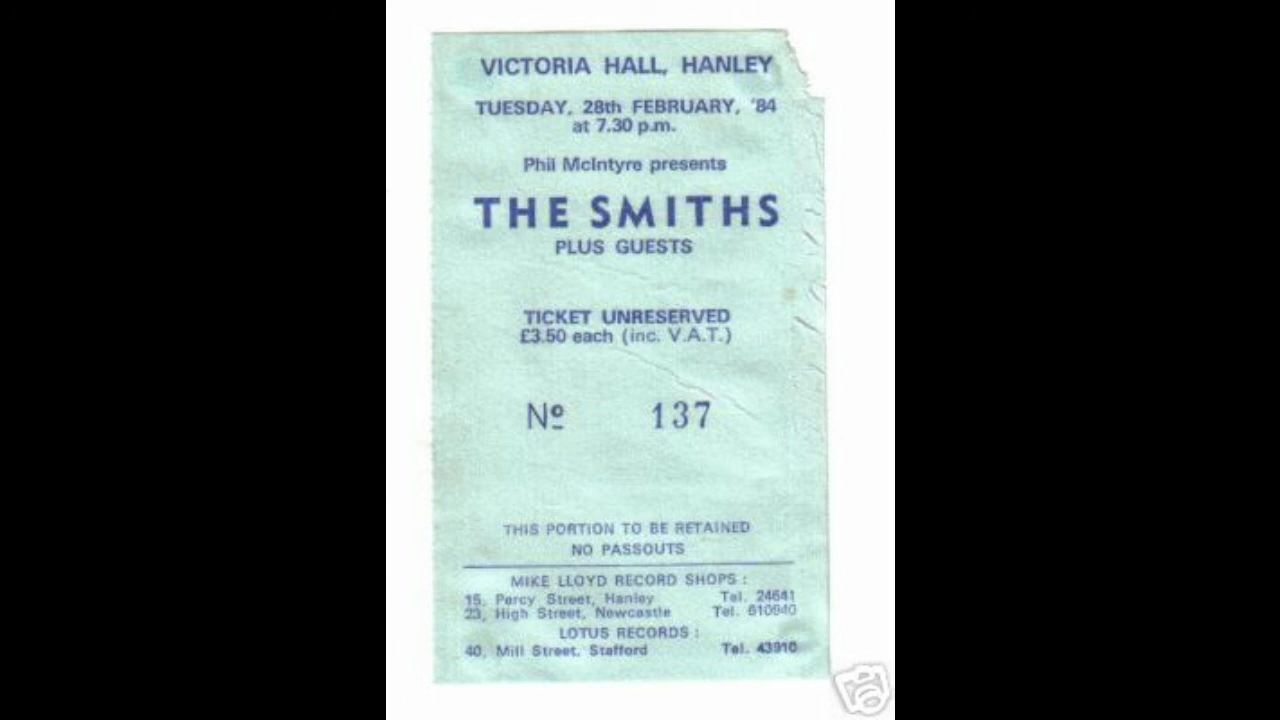 VICTORIA HALL, HANLEY
TUESDAY, 28th FEBRUARY, '84
at 7.30 p.m.
Phil McIntyre presents
THE SMITHS
PLUS GUESTS
TICKET UNRESERVED
£3.50 each (inc. V.A.T.)
Nº 137
THIS PORTION TO BE RETAINED
NO PASSOUTS
MIKE LLOYD RECORD SHOPS :
15, Percy Street, Hanley Tel. 24641
23, High Street, Newcastle Tel. 610940
LOTUS RECORDS :
40, Mill Street, Stafford Tel. 43910